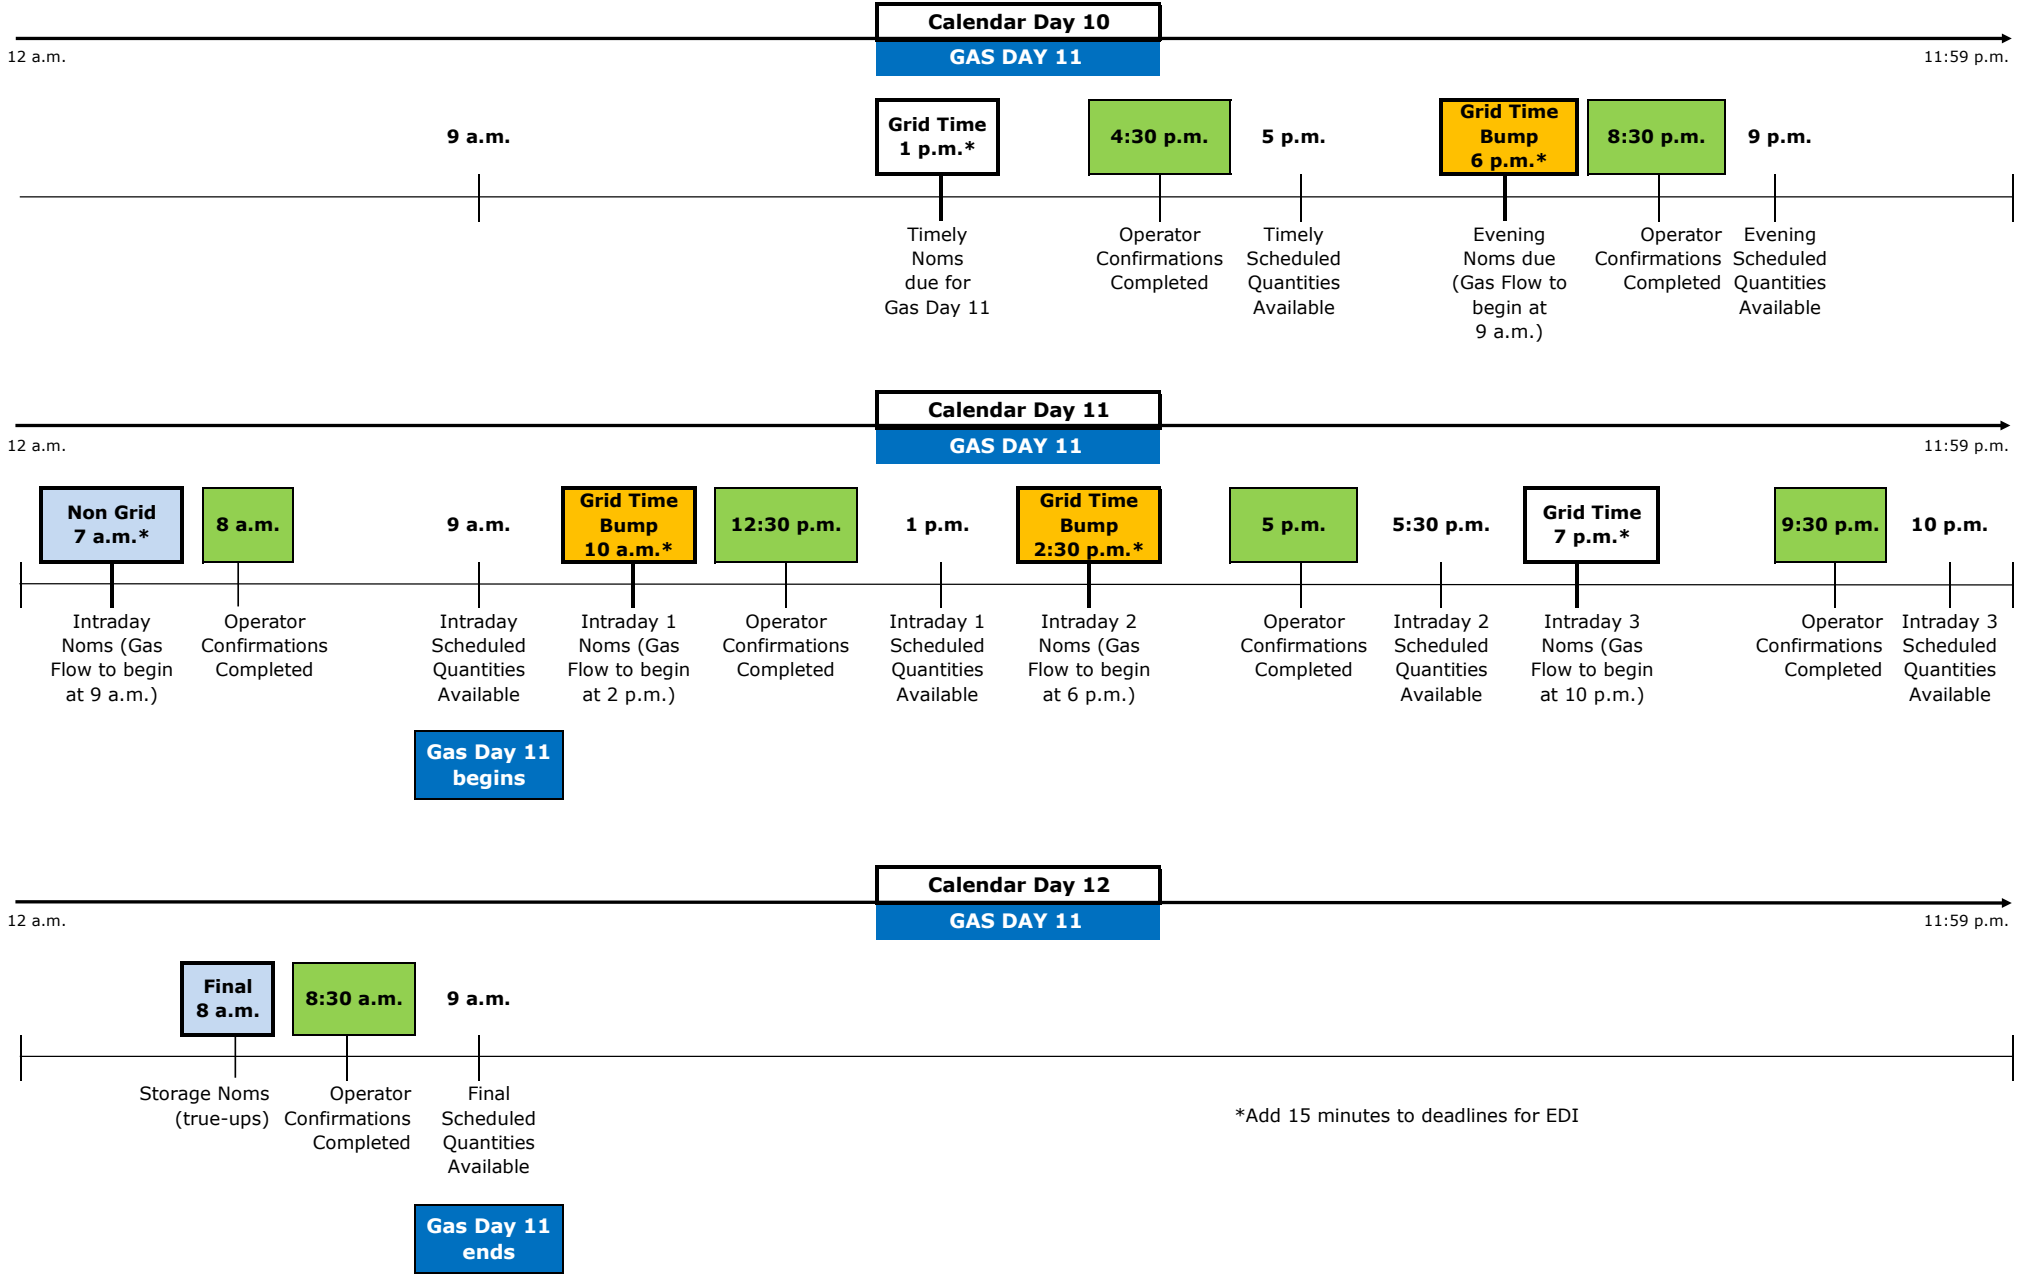 Calendar Day 10
GAS DAY 11
12 a.m.
11:59 p.m.
9 a.m.
Grid Time
1 p.m.*
4:30 p.m.
5 p.m.
Grid Time
Bump
6 p.m.*
8:30 p.m.
9 p.m.
Timely
Noms
due for
Gas Day 11
Operator
Confirmations
Completed
Timely
Scheduled
Quantities
Available
Evening
Noms due
(Gas Flow to
begin at
9 a.m.)
Operator
Confirmations
Completed
Evening
Scheduled
Quantities
Available
Calendar Day 11
GAS DAY 11
12 a.m.
11:59 p.m.
Non Grid
7 a.m.*
8 a.m.
9 a.m.
Grid Time
Bump
10 a.m.*
12:30 p.m.
1 p.m.
Grid Time
Bump
2:30 p.m.*
5 p.m.
5:30 p.m.
Grid Time
7 p.m.*
9:30 p.m.
10 p.m.
Intraday
Noms (Gas
Flow to begin
at 9 a.m.)
Operator
Confirmations
Completed
Intraday
Scheduled
Quantities
Available
Intraday 1
Noms (Gas
Flow to begin
at 2 p.m.)
Operator
Confirmations
Completed
Intraday 1
Scheduled
Quantities
Available
Intraday 2
Noms (Gas
Flow to begin
at 6 p.m.)
Operator
Confirmations
Completed
Intraday 2
Scheduled
Quantities
Available
Intraday 3
Noms (Gas
Flow to begin
at 10 p.m.)
Operator
Confirmations
Completed
Intraday 3
Scheduled
Quantities
Available
Gas Day 11
begins
Calendar Day 12
GAS DAY 11
12 a.m.
11:59 p.m.
Final
8 a.m.
8:30 a.m.
9 a.m.
Storage Noms
(true-ups)
Operator
Confirmations
Completed
Final
Scheduled
Quantities
Available
*Add 15 minutes to deadlines for EDI
Gas Day 11
ends